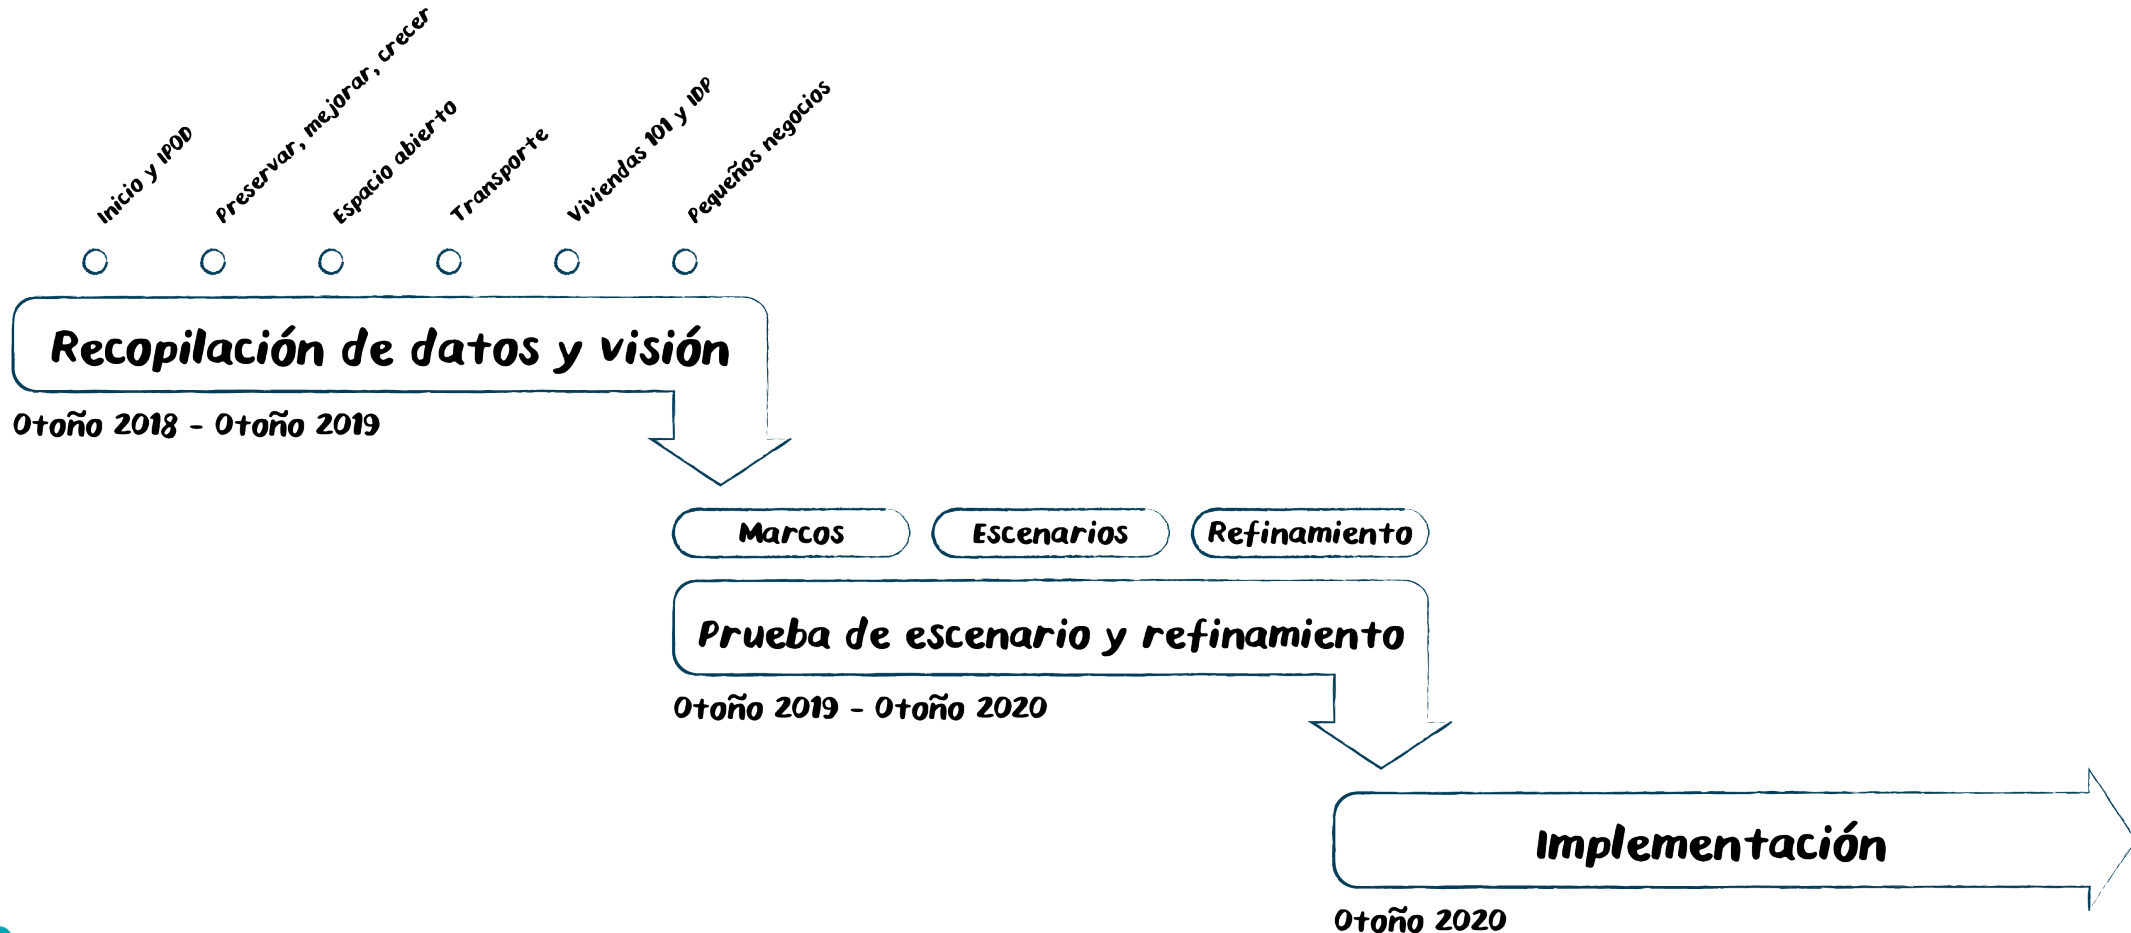 Inicio y IPOD
Preservar, mejorar, crecer
Espacio abierto
Transporte
Viviendas 101 y IDP
Pequeños negocios
Recopilación de datos y visión
Otoño 2018 - Otoño 2019
Marcos
Escenarios
Refinamiento
Prueba de escenario y refinamiento
Otoño 2019 - Otoño 2020
Implementación
Otoño 2020